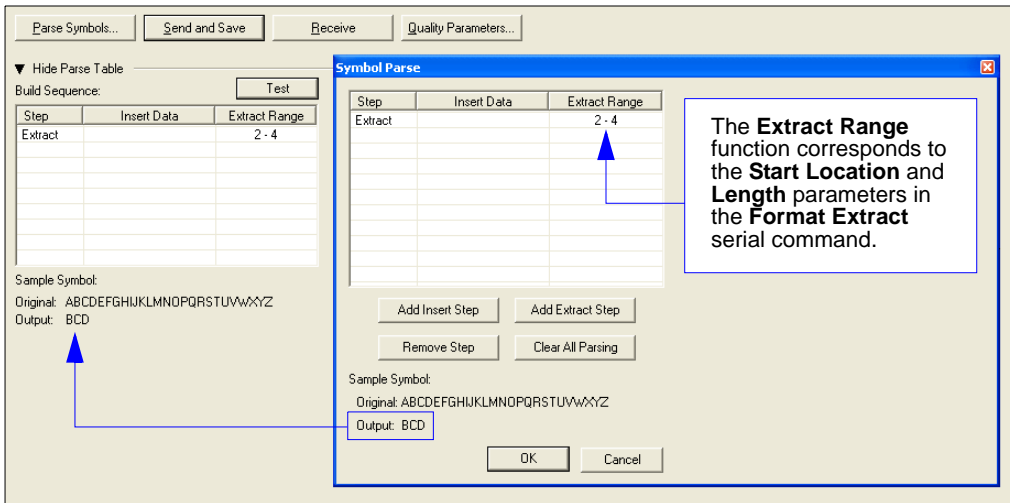 Parse Symbols...
Send and Save
Receive
Quality Parameters...
Hide Parse Table
Build Sequence:
Test
Step Insert Data Extract Range
Extract 2 - 4
Sample Symbol:
Original: ABCDEFGHIJKLMNOPQRSTUVWXYZ
Output: BCD
Symbol Parse
Step Insert Data Extract Range
Extract 2 - 4
Add Insert Step
Add Extract Step
Remove Step
Clear All Parsing
Sample Symbol:
Original: ABCDEFGHIJKLMNOPQRSTUVWXYZ
Output: BCD
OK
Cancel
The Extract Range
function corresponds to
the Start Location and
Length parameters in
the Format Extract
serial command.